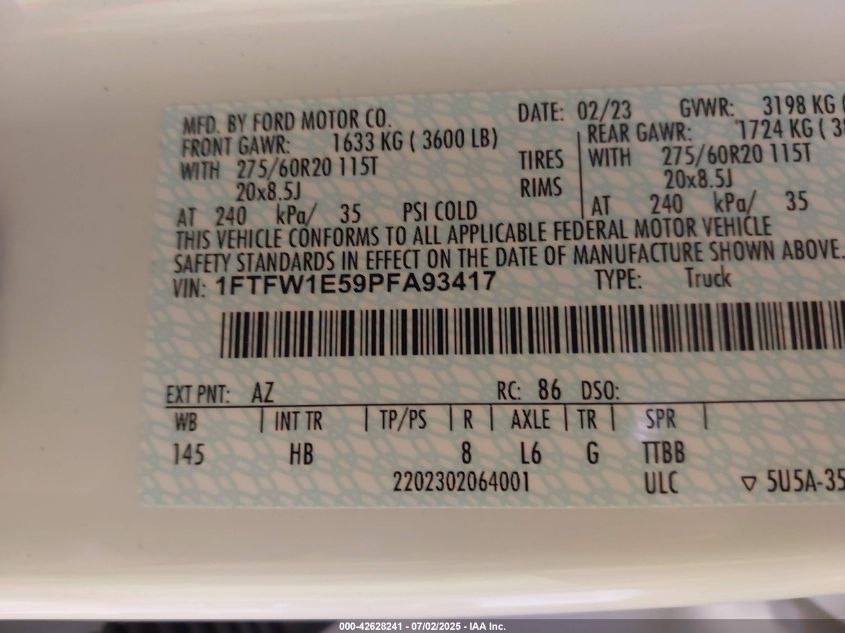 MFD. BY FORD MOTOR CO. DATE: 02/23 GVWR: 3198 KG (
FRONT GAWR: 1633 KG ( 3600 LB) REAR GAWR: 1724 KG ( 38
WITH 275/60R20 115T TIRES WITH 275/60R20 115T
20x8.5J RIMS 20x8.5J
AT 240 kPa/ 35 PSI COLD AT 240 kPa/ 35
THIS VEHICLE CONFORMS TO ALL APPLICABLE FEDERAL MOTOR VEHICLE
SAFETY STANDARDS IN EFFECT ON THE DATE OF MANUFACTURE SHOWN ABOVE.
VIN: 1FTFW1E59PFA93417 TYPE: Truck
EXT PNT: AZ RC: 86 DSO:
WB | INT TR | TP/PS | R | AXLE | TR | SPR |
145 HB 8 L6 G TTBB
2202302064001 ULC ▽ 5U5A-35
000-42628241 - 07/02/2025 - IAA Inc.